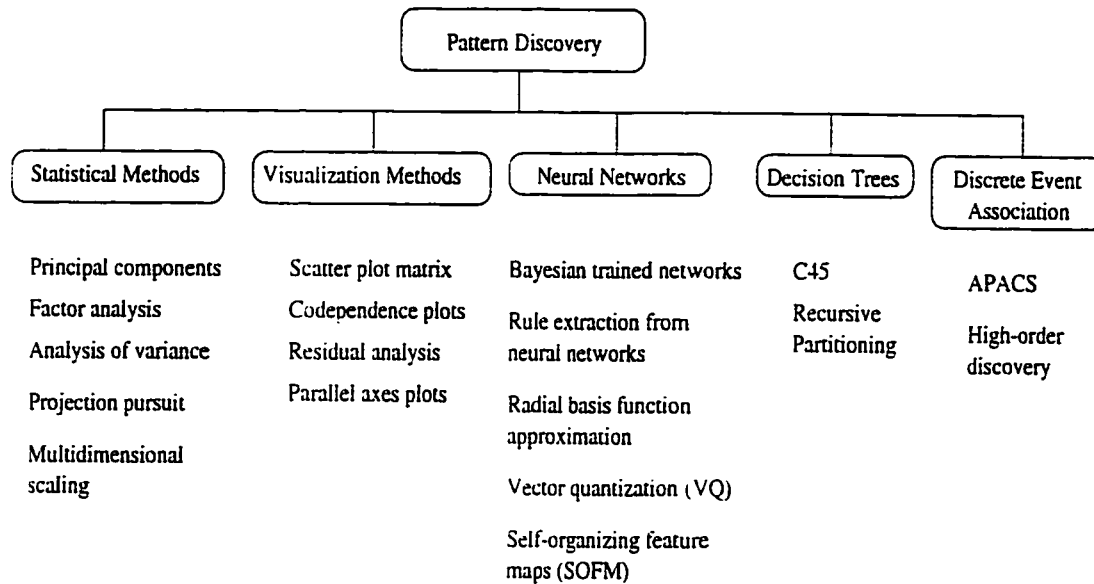 Pattern Discovery
Statistical Methods
Visualization Methods
Neural Networks
Decision Trees
Discrete Event
Association
Principal components
Factor analysis
Analysis of variance
Projection pursuit
Multidimensional
scaling
Scatter plot matrix
Codependence plots
Residual analysis
Parallel axes plots
Bayesian trained networks
Rule extraction from
neural networks
Radial basis function
approximation
Vector quantization (VQ)
Self-organizing feature
maps (SOFM)
C45
Recursive
Partitioning
APACS
High-order
discovery